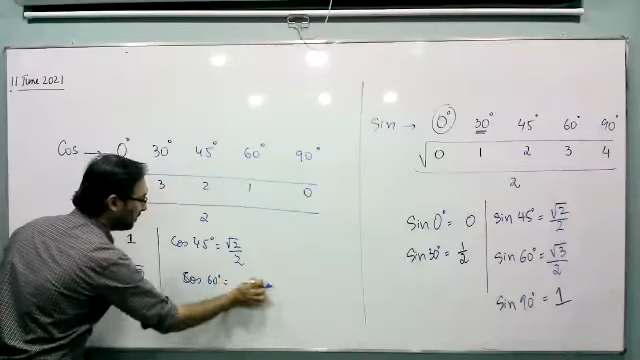 11 Time 2021
Cos → 0° 30° 45° 60° 90°
3 2 1 0
2
1
Cos 45° = √2/2
Cos 60° =
Sin → 0° 30° 45° 60° 90°
√ 0 1 2 3 4
2
Sin 0° = 0
Sin 30° = 1/2
Sin 45° = √2/2
Sin 60° = √3/2
Sin 90° = 1